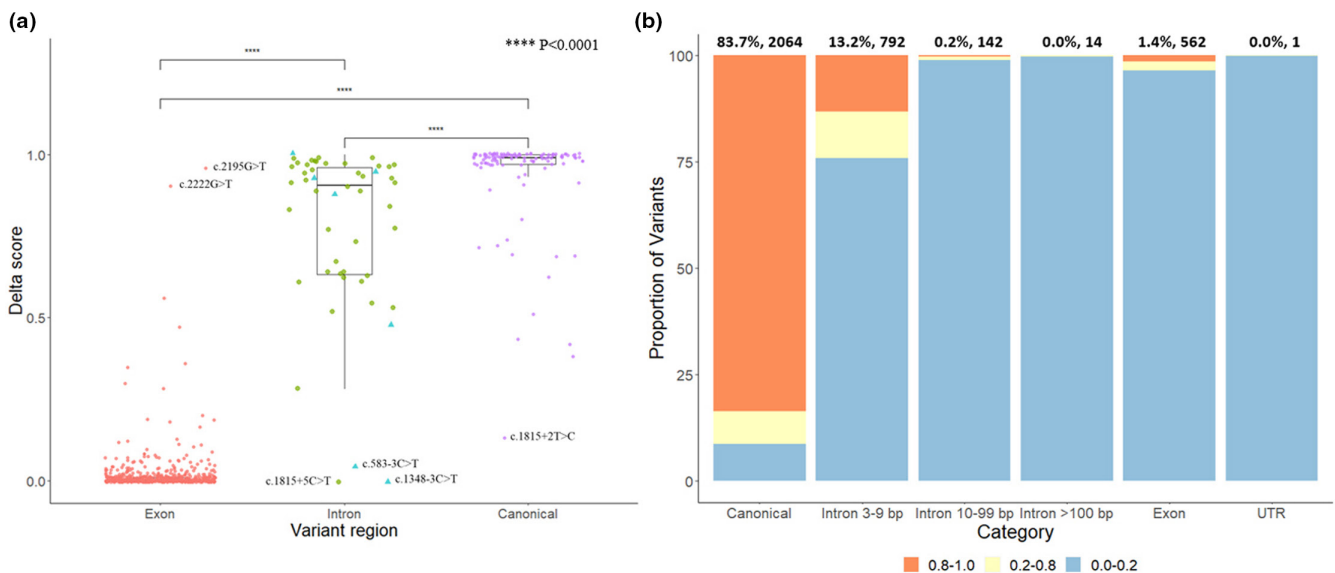 (a)
**** P<0.0001
****
****
****
Delta score
1.0
0.5
0.0
c.2195G>T
c.2222G>T
c.1815+2T>C
c.583-3C>T
c.1815+5C>T
c.1348-3C>T
Exon Intron Canonical
Variant region
(b)
83.7%, 2064 13.2%, 792 0.2%, 142 0.0%, 14 1.4%, 562 0.0%, 1
Proportion of Variants
100
75
50
25
0
Canonical Intron 3-9 bp Intron 10-99 bp Intron >100 bp Exon UTR
Category
0.8-1.0 0.2-0.8 0.0-0.2